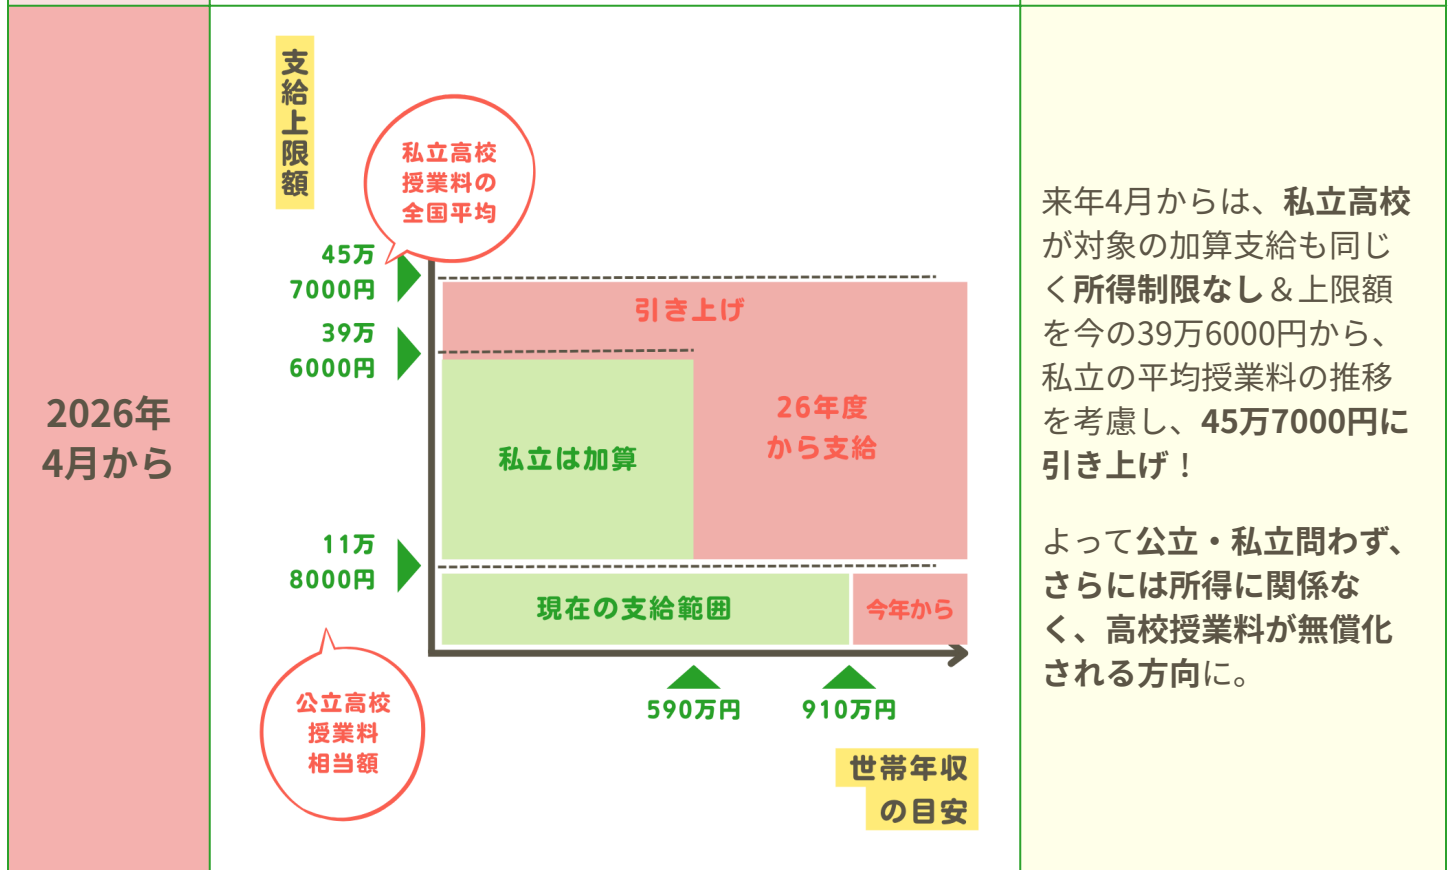 2026年
4月から
支給上限額
私立高校
授業料の
全国平均
45万
7000円
39万
6000円
11万
8000円
引き上げ
26年度
から支給
私立は加算
現在の支給範囲
今年から
590万円
910万円
公立高校
授業料
相当額
世帯年収
の目安
来年4月からは、私立高校
が対象の加算支給も同じ
く所得制限なし＆上限額
を今の39万6000円から、
私立の平均授業料の推移
を考慮し、45万7000円に
引き上げ！
よって公立・私立問わず、
さらには所得に関係な
く、高校授業料が無償化
される方向に。